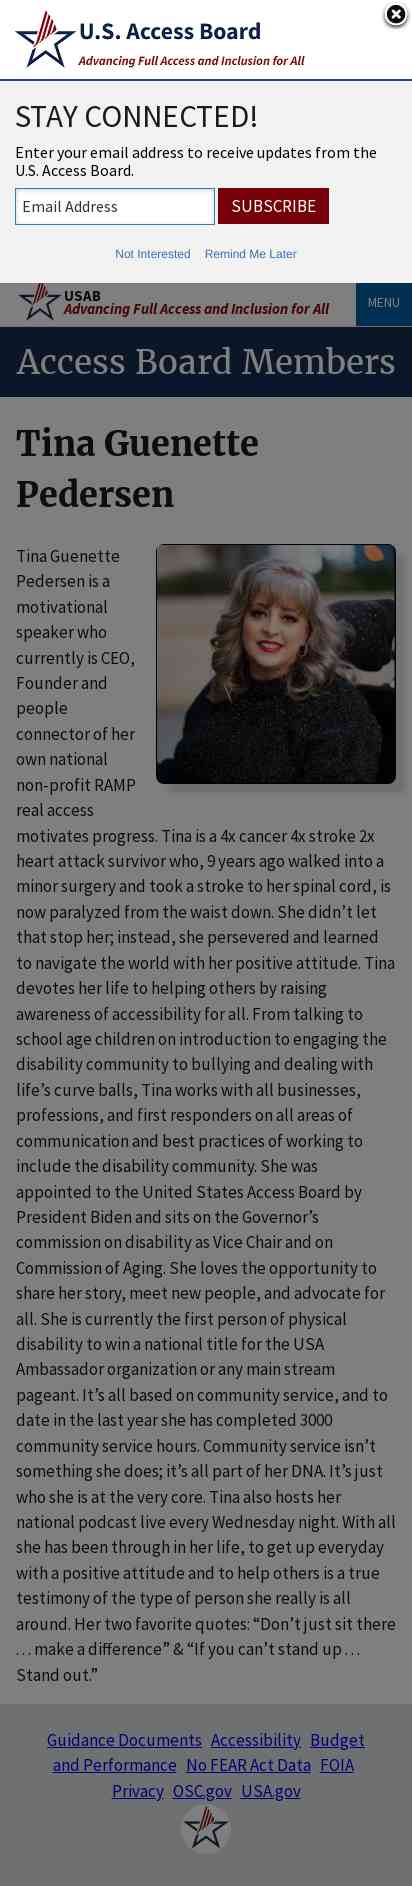 U.S. Access Board
Advancing Full Access and Inclusion for All
STAY CONNECTED!
Enter your email address to receive updates from the
U.S. Access Board.
Email Address
SUBSCRIBE
Not Interested Remind Me Later
USAB
Advancing Full Access and Inclusion for All
MENU
Access Board Members
Tina Guenette
Pedersen
Tina Guenette
Pedersen is a
motivational
speaker who
currently is CEO,
Founder and
people
connector of her
own national
non-profit RAMP
real access
motivates progress. Tina is a 4x cancer 4x stroke 2x
heart attack survivor who, 9 years ago walked into a
minor surgery and took a stroke to her spinal cord, is
now paralyzed from the waist down. She didn’t let
that stop her; instead, she persevered and learned
to navigate the world with her positive attitude. Tina
devotes her life to helping others by raising
awareness of accessibility for all. From talking to
school age children on introduction to engaging the
disability community to bullying and dealing with
life’s curve balls, Tina works with all businesses,
professions, and first responders on all areas of
communication and best practices of working to
include the disability community. She was
appointed to the United States Access Board by
President Biden and sits on the Governor’s
commission on disability as Vice Chair and on
Commission of Aging. She loves the opportunity to
share her story, meet new people, and advocate for
all. She is currently the first person of physical
disability to win a national title for the USA
Ambassador organization or any main stream
pageant. It’s all based on community service, and to
date in the last year she has completed 3000
community service hours. Community service isn’t
something she does; it’s all part of her DNA. It’s just
who she is at the very core. Tina also hosts her
national podcast live every Wednesday night. With all
she has been through in her life, to get up everyday
with a positive attitude and to help others is a true
testimony of the type of person she really is all
around. Her two favorite quotes: “Don’t just sit there
. . . make a difference” & “If you can’t stand up . . .
Stand out.”
Guidance Documents Accessibility Budget
and Performance No FEAR Act Data FOIA
Privacy OSC.gov USA.gov